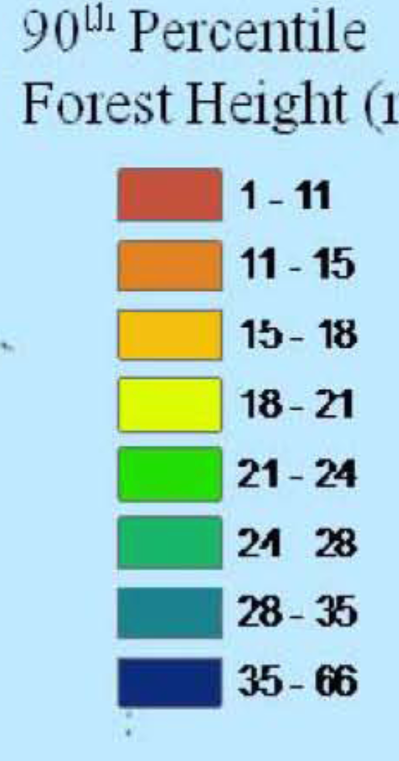 90th Percentile
Forest Height (
1 - 11
11 - 15
15 - 18
18 - 21
21 - 24
24 28
28 - 35
35 - 66